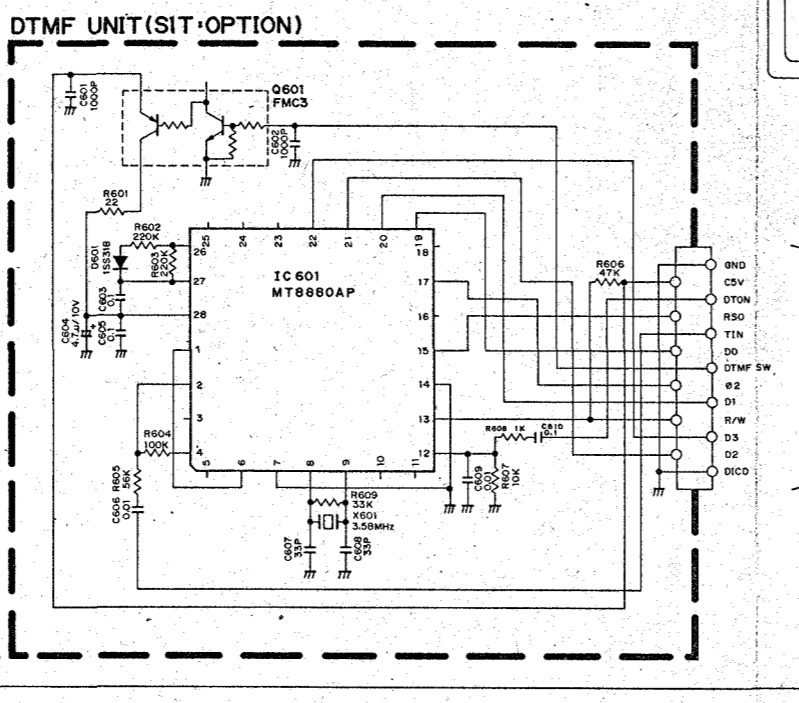 DTMF UNIT(SIT·OPTION)
C601
1000P
Q601
FMC3
C602
1000P
R601
22
R602
220K
D601
1SS318
R603
220K
C603
0.1
C604
4.7u/10V
+
C605
0.1
25
24
23
22
21
20
19
26
27
28
1
2
3
4
5
6
7
8
9
10
11
12
13
14
15
16
17
18
IC601
MT8880AP
R604
100K
R605
56K
C606
0.01
R609
33K
X601
3.58MHz
C607
33P
C608
33P
C609
0.01
R607
10K
R608 1K
C610
0.1
R606
47K
GND
C5V
DTON
RSO
TIN
D0
DTMF SW
Ø2
D1
R/W
D3
D2
DICD